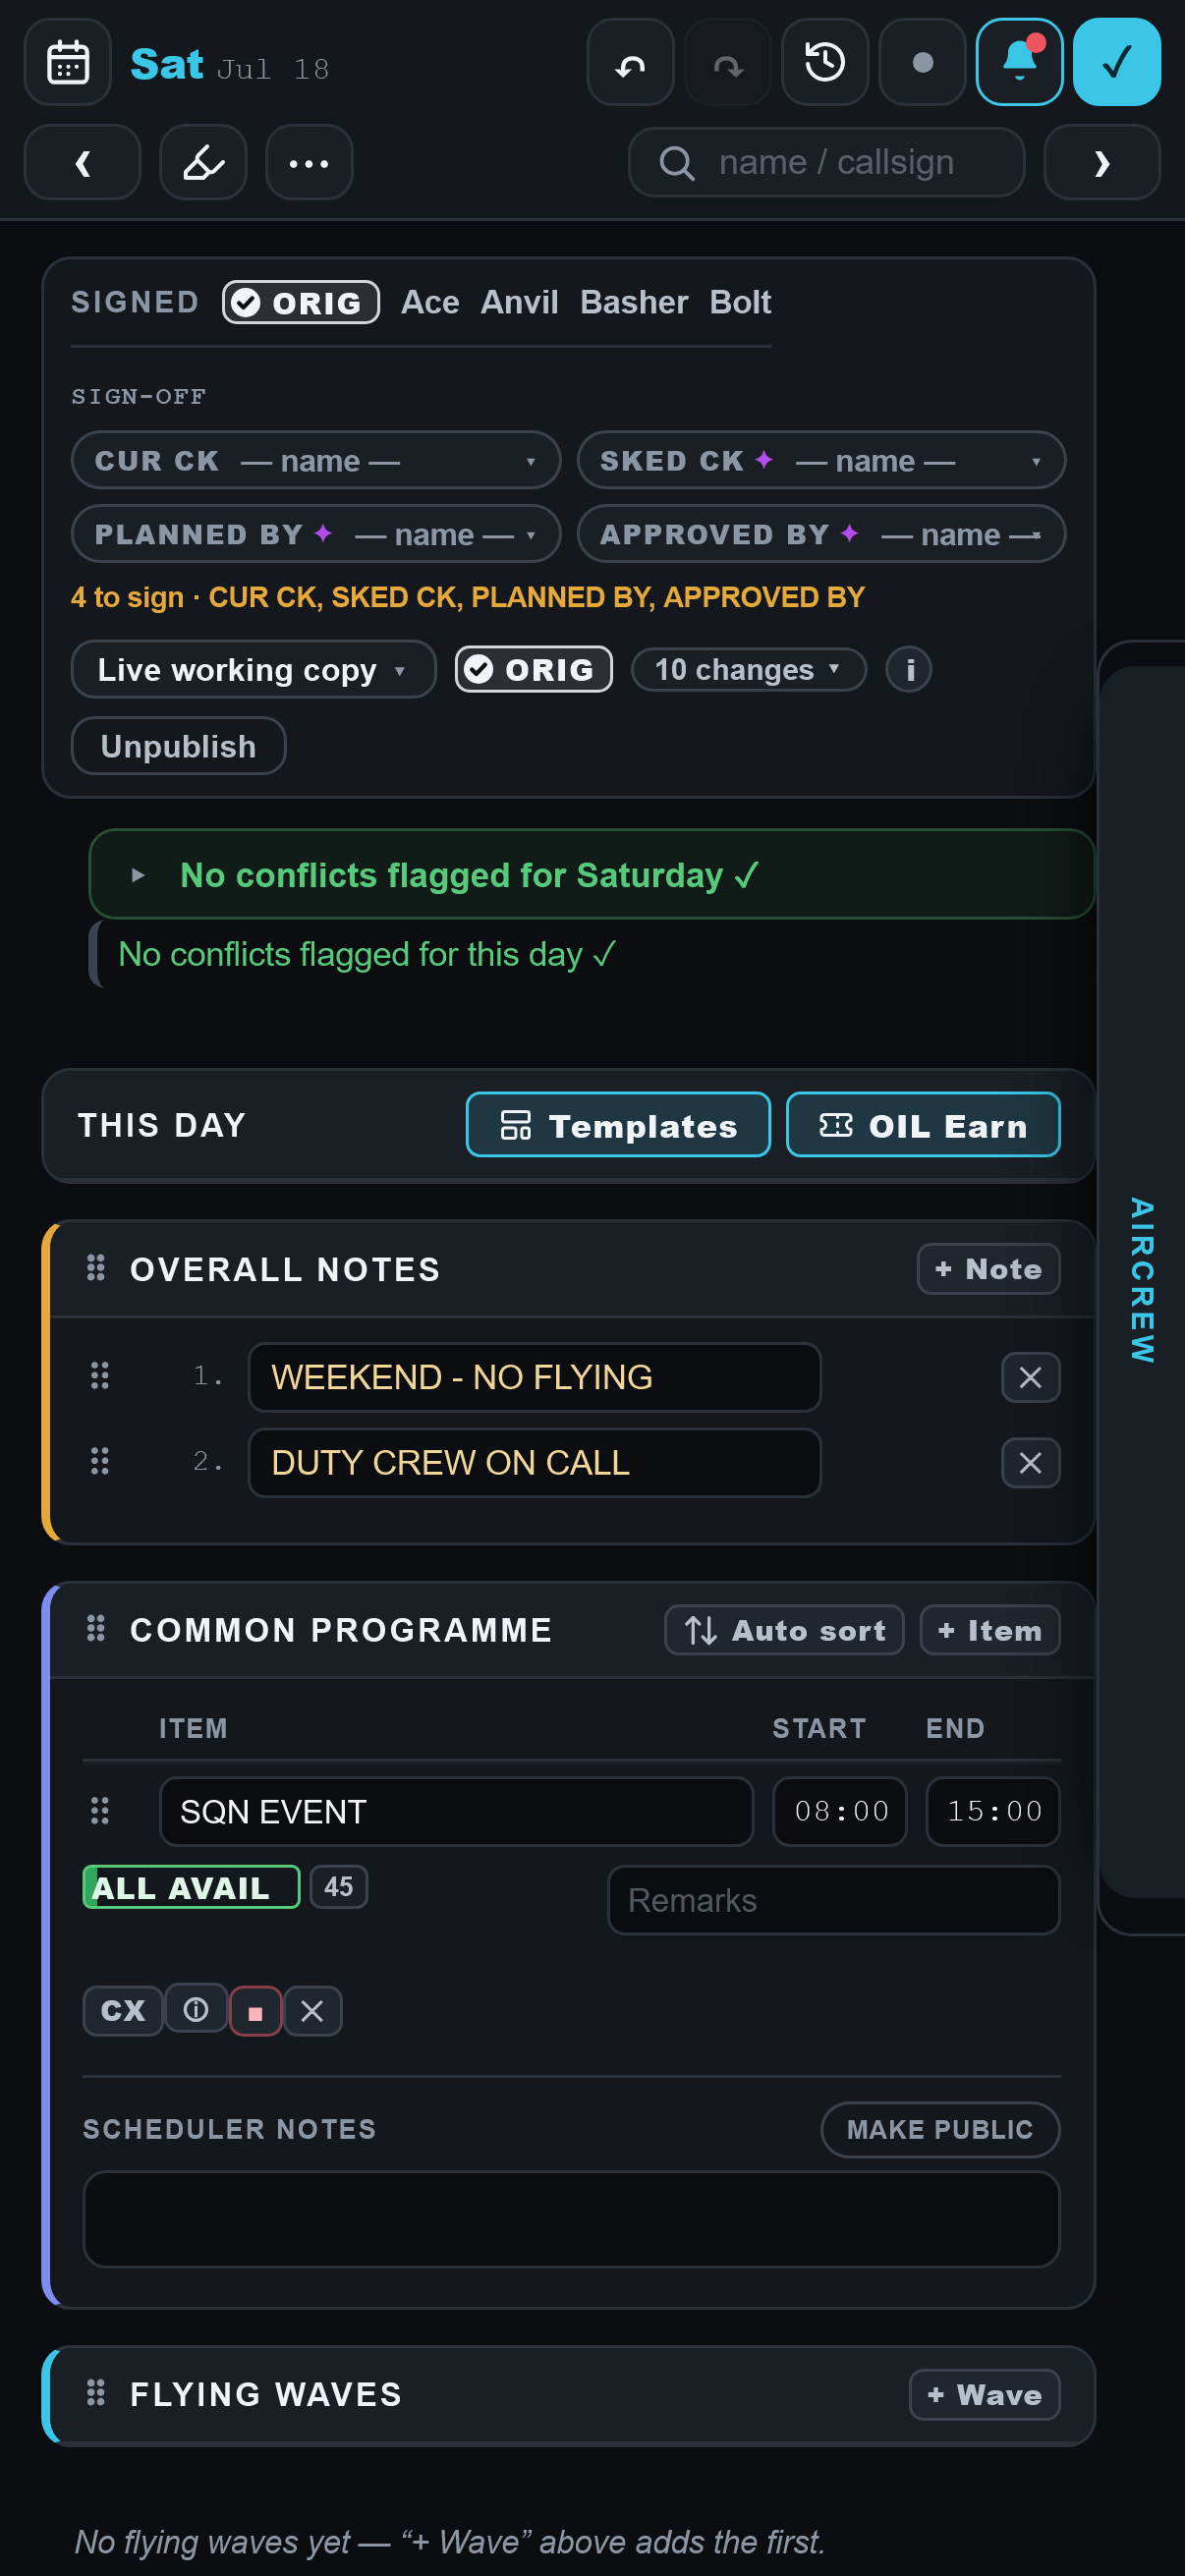 Sat Jul 18
name / callsign
SIGNED ORIG Ace Anvil Basher Bolt
SIGN-OFF
CUR CK — name —
SKED CK ✦ — name —
PLANNED BY ✦ — name —
APPROVED BY ✦ — name —
4 to sign · CUR CK, SKED CK, PLANNED BY, APPROVED BY
Live working copy ORIG 10 changes i
Unpublish
No conflicts flagged for Saturday ✓
No conflicts flagged for this day ✓
THIS DAY Templates OIL Earn
AIRCREW
OVERALL NOTES + Note
1. WEEKEND - NO FLYING
2. DUTY CREW ON CALL
COMMON PROGRAMME Auto sort + Item
ITEM START END
SQN EVENT 08:00 15:00
ALL AVAIL 45 Remarks
CX
SCHEDULER NOTES MAKE PUBLIC
FLYING WAVES + Wave
No flying waves yet — “+ Wave” above adds the first.